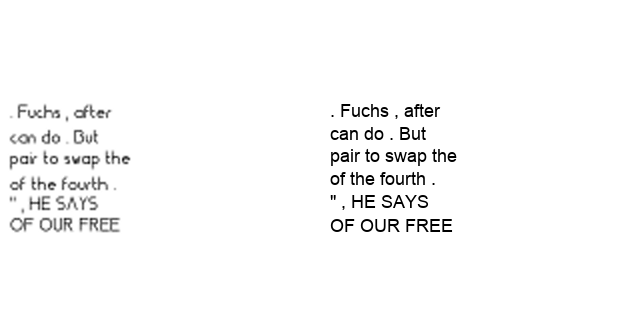 . Fuchs , after
can do . But
pair to swap the
of the fourth .
" , HE SAYS
OF OUR FREE
. Fuchs , after
can do . But
pair to swap the
of the fourth .
" , HE SAYS
OF OUR FREE